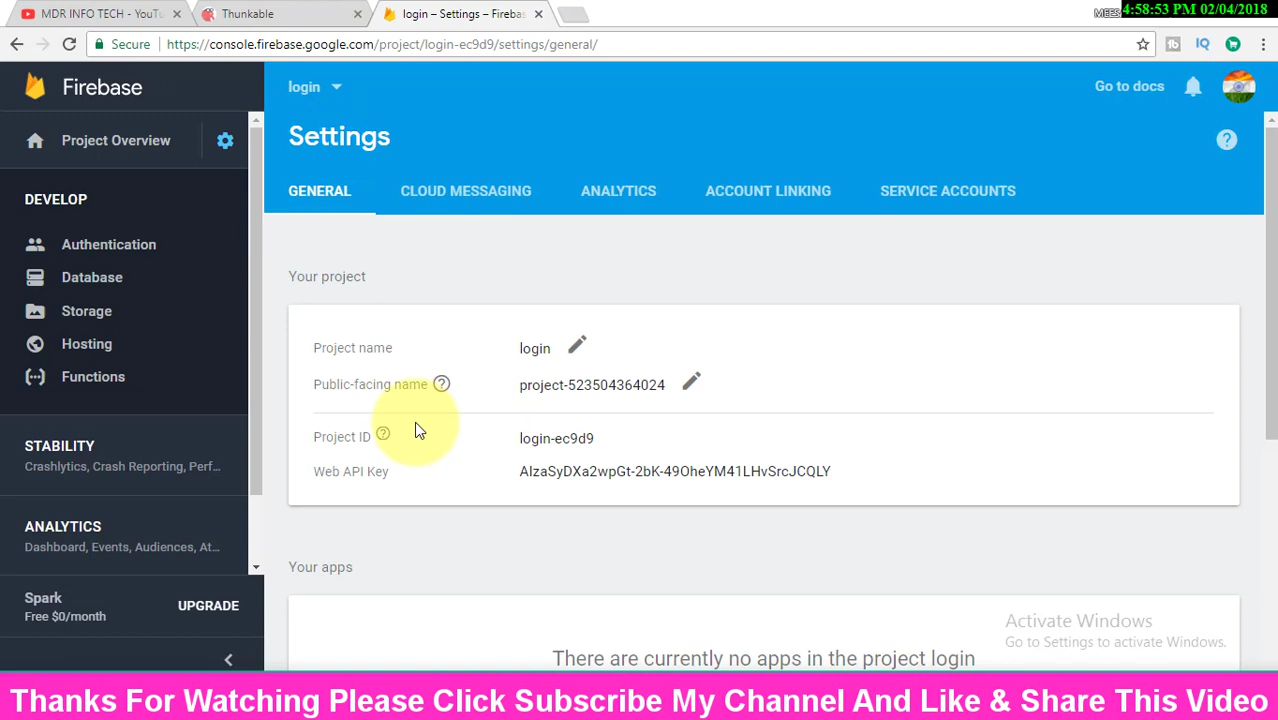 MDR INFO TECH - YouTu
Thunkable
login – Settings – Firebas
MEES
4:58:53 PM 02/04/2018
Secure
https://console.firebase.google.com/project/login-ec9d9/settings/general/
Firebase
login
Go to docs
Project Overview
Settings
GENERAL
CLOUD MESSAGING
ANALYTICS
ACCOUNT LINKING
SERVICE ACCOUNTS
DEVELOP
Authentication
Database
Storage
Hosting
Functions
STABILITY
Crashlytics, Crash Reporting, Perf...
ANALYTICS
Dashboard, Events, Audiences, At...
Spark
Free $0/month
UPGRADE
Your project
Project name
login
Public-facing name
project-523504364024
Project ID
login-ec9d9
Web API Key
AIzaSyDXa2wpGt-2bK-49OheYM41LHvSrcJCQLY
Your apps
There are currently no apps in the project login
Activate Windows
Go to Settings to activate Windows.
Thanks For Watching Please Click Subscribe My Channel And Like & Share This Video